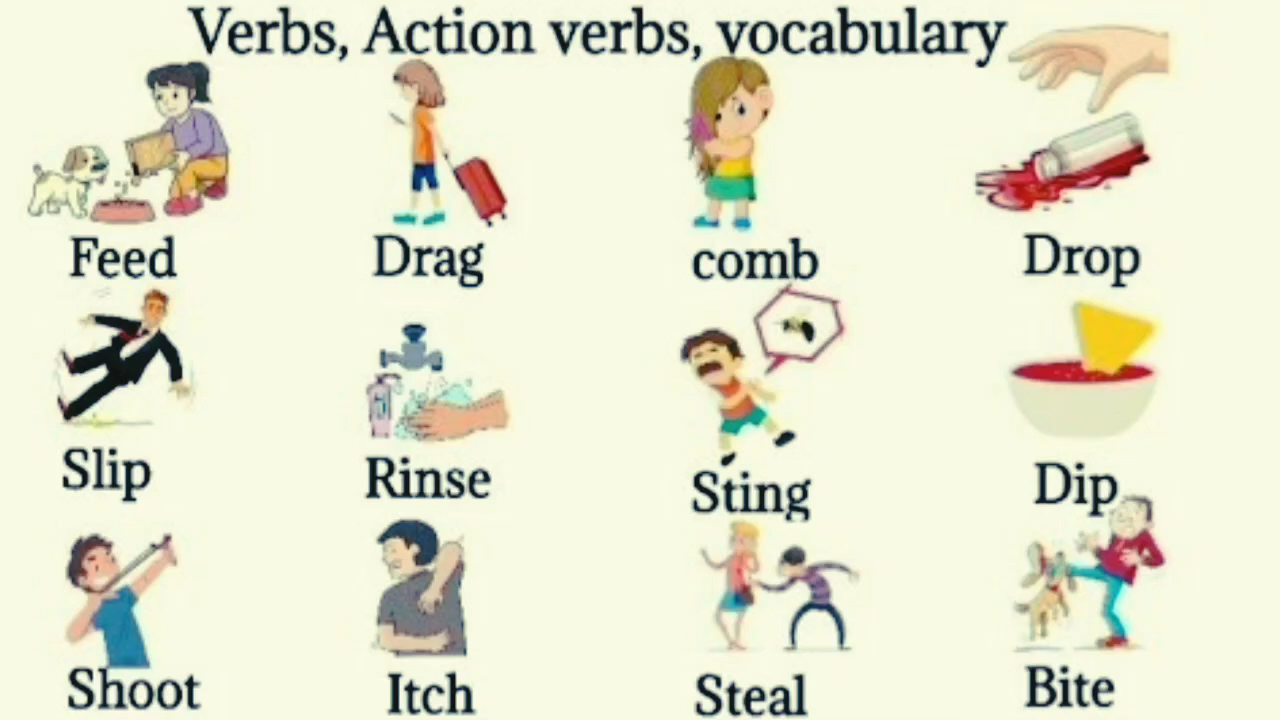 Verbs, Action verbs, vocabulary
Feed Drag comb Drop
Slip Rinse Sting Dip
Shoot Itch Steal Bite